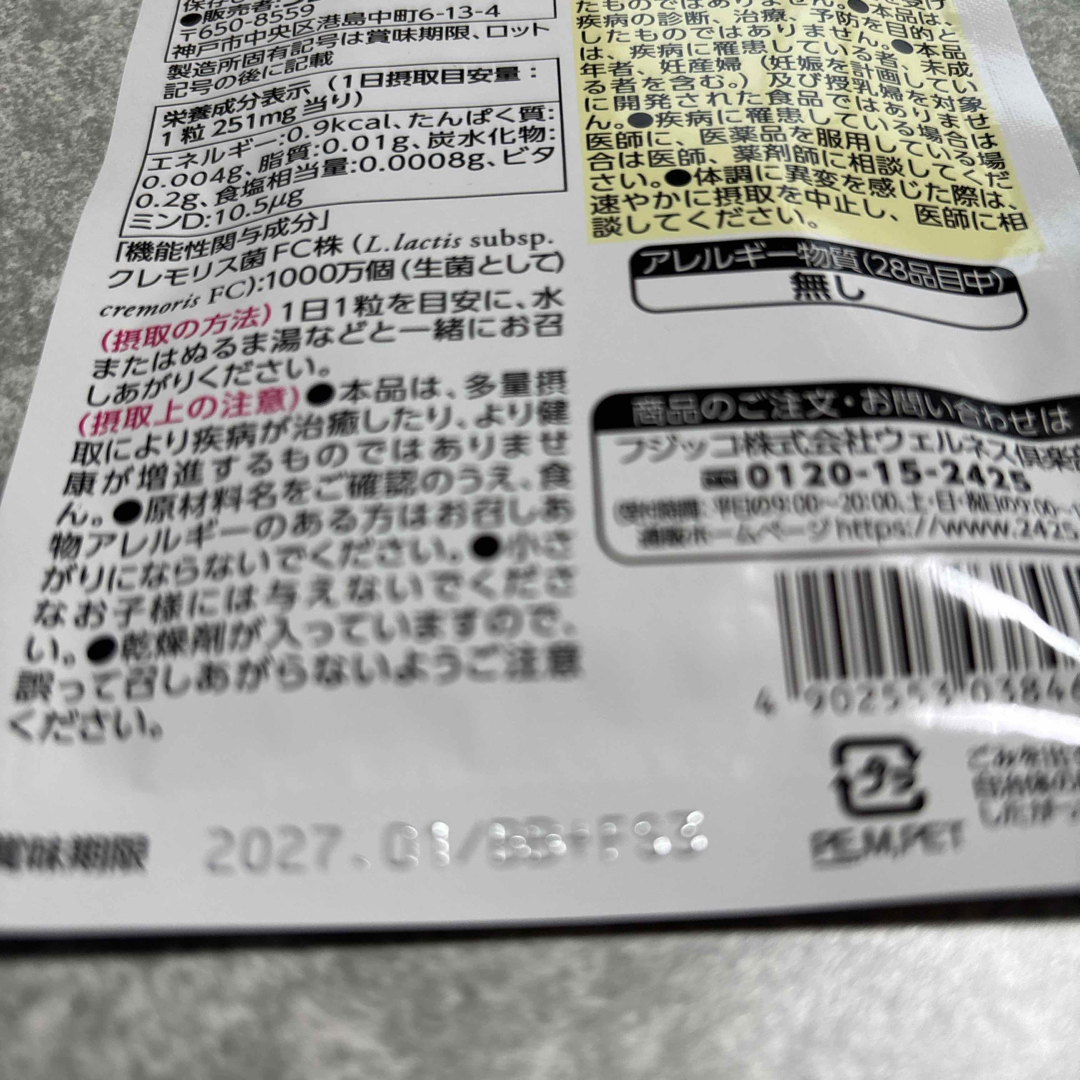 〒650-8559
神戸市中央区港島中町6-13-4
製造所固有記号は賞味期限、ロット
記号の後に記載
栄養成分表示(1日摂取目安量:
1粒251mg当り)
エネルギー:0.9kcal、たんぱく質:
0.004g、脂質:0.01g、炭水化物:
0.2g、食塩相当量:0.0008g、ビタ
ミンD:10.5μg
「機能性関与成分」
クレモリス菌FC株(L.lactis subsp.
cremoris FC):1000万個(生菌として)
(摂取の方法)1日1粒を目安に、水
またはぬるま湯などと一緒にお召
しあがりください。
(摂取上の注意)●本品は、多量摂
取により疾病が治癒したり、より健
康が増進するものではありませ
ん。●原材料名をご確認のうえ、食
物アレルギーのある方はお召しあ
がりにならないでください。●小さ
なお子様には与えないでくださ
い。●乾燥剤が入っていますので、
誤って召しあがらないようご注意
ください。
賞味期限 2027.01/
疾病の診断、治療、予防を目的とし
たものではありません。●本品
は、疾病に罹患している者、未成
年者、妊産婦(妊娠を計画してい
る者を含む。)及び授乳婦を対象
に開発された食品ではありませ
ん。●疾病に罹患している場合は
医師に、医薬品を服用している場
合は医師、薬剤師に相談してくだ
さい。●体調に異変を感じた際は、
速やかに摂取を中止し、医師に相
談してください。
アレルギー物質(28品目中)
無し
商品のご注文・お問い合わせは
フジッコ株式会社ウェルネス倶楽部
0120-15-2425
受付時間:平日の9:00〜20:00、土・日・祝日の9:00〜
通販ホームページhttps://www.2425
4 902553 03846
プラ
PE,M,PET